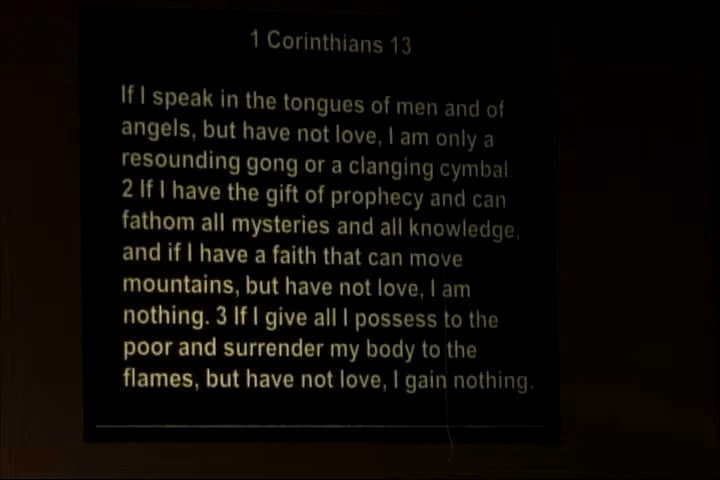 1 Corinthians 13
If I speak in the tongues of men and of
angels, but have not love, I am only a
resounding gong or a clanging cymbal.
2 If I have the gift of prophecy and can
fathom all mysteries and all knowledge,
and if I have a faith that can move
mountains, but have not love, I am
nothing. 3 If I give all I possess to the
poor and surrender my body to the
flames, but have not love, I gain nothing.